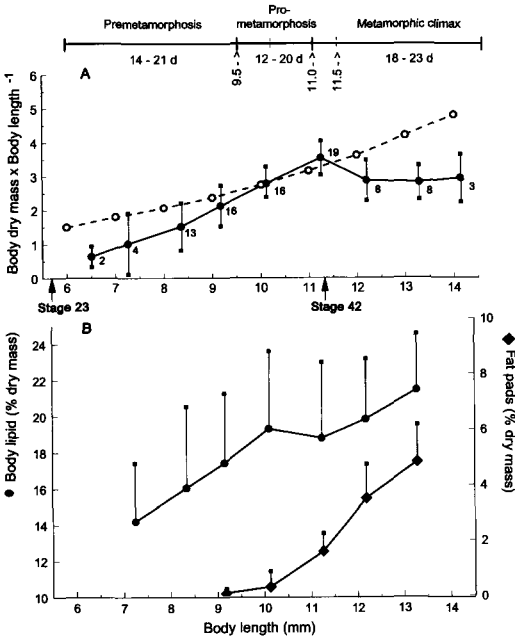 Premetamorphosis
Pro-
metamorphosis
Metamorphic climax
14 - 21 d
9.5 - >
12 - 20 d
11.0 - >
11.5 - >
18 - 23 d
A
Body dry mass x Body length -1
6
5
4
3
2
1
0
2
4
13
16
16
19
6
8
3
6 7 8 9 10 11 12 13 14
Stage 23
Stage 42
B
● Body lipid (% dry mass)
24
22
20
18
16
14
12
10
◆ Fat pads (% dry mass)
10
8
6
4
2
0
6 7 8 9 10 11 12 13 14
Body length (mm)